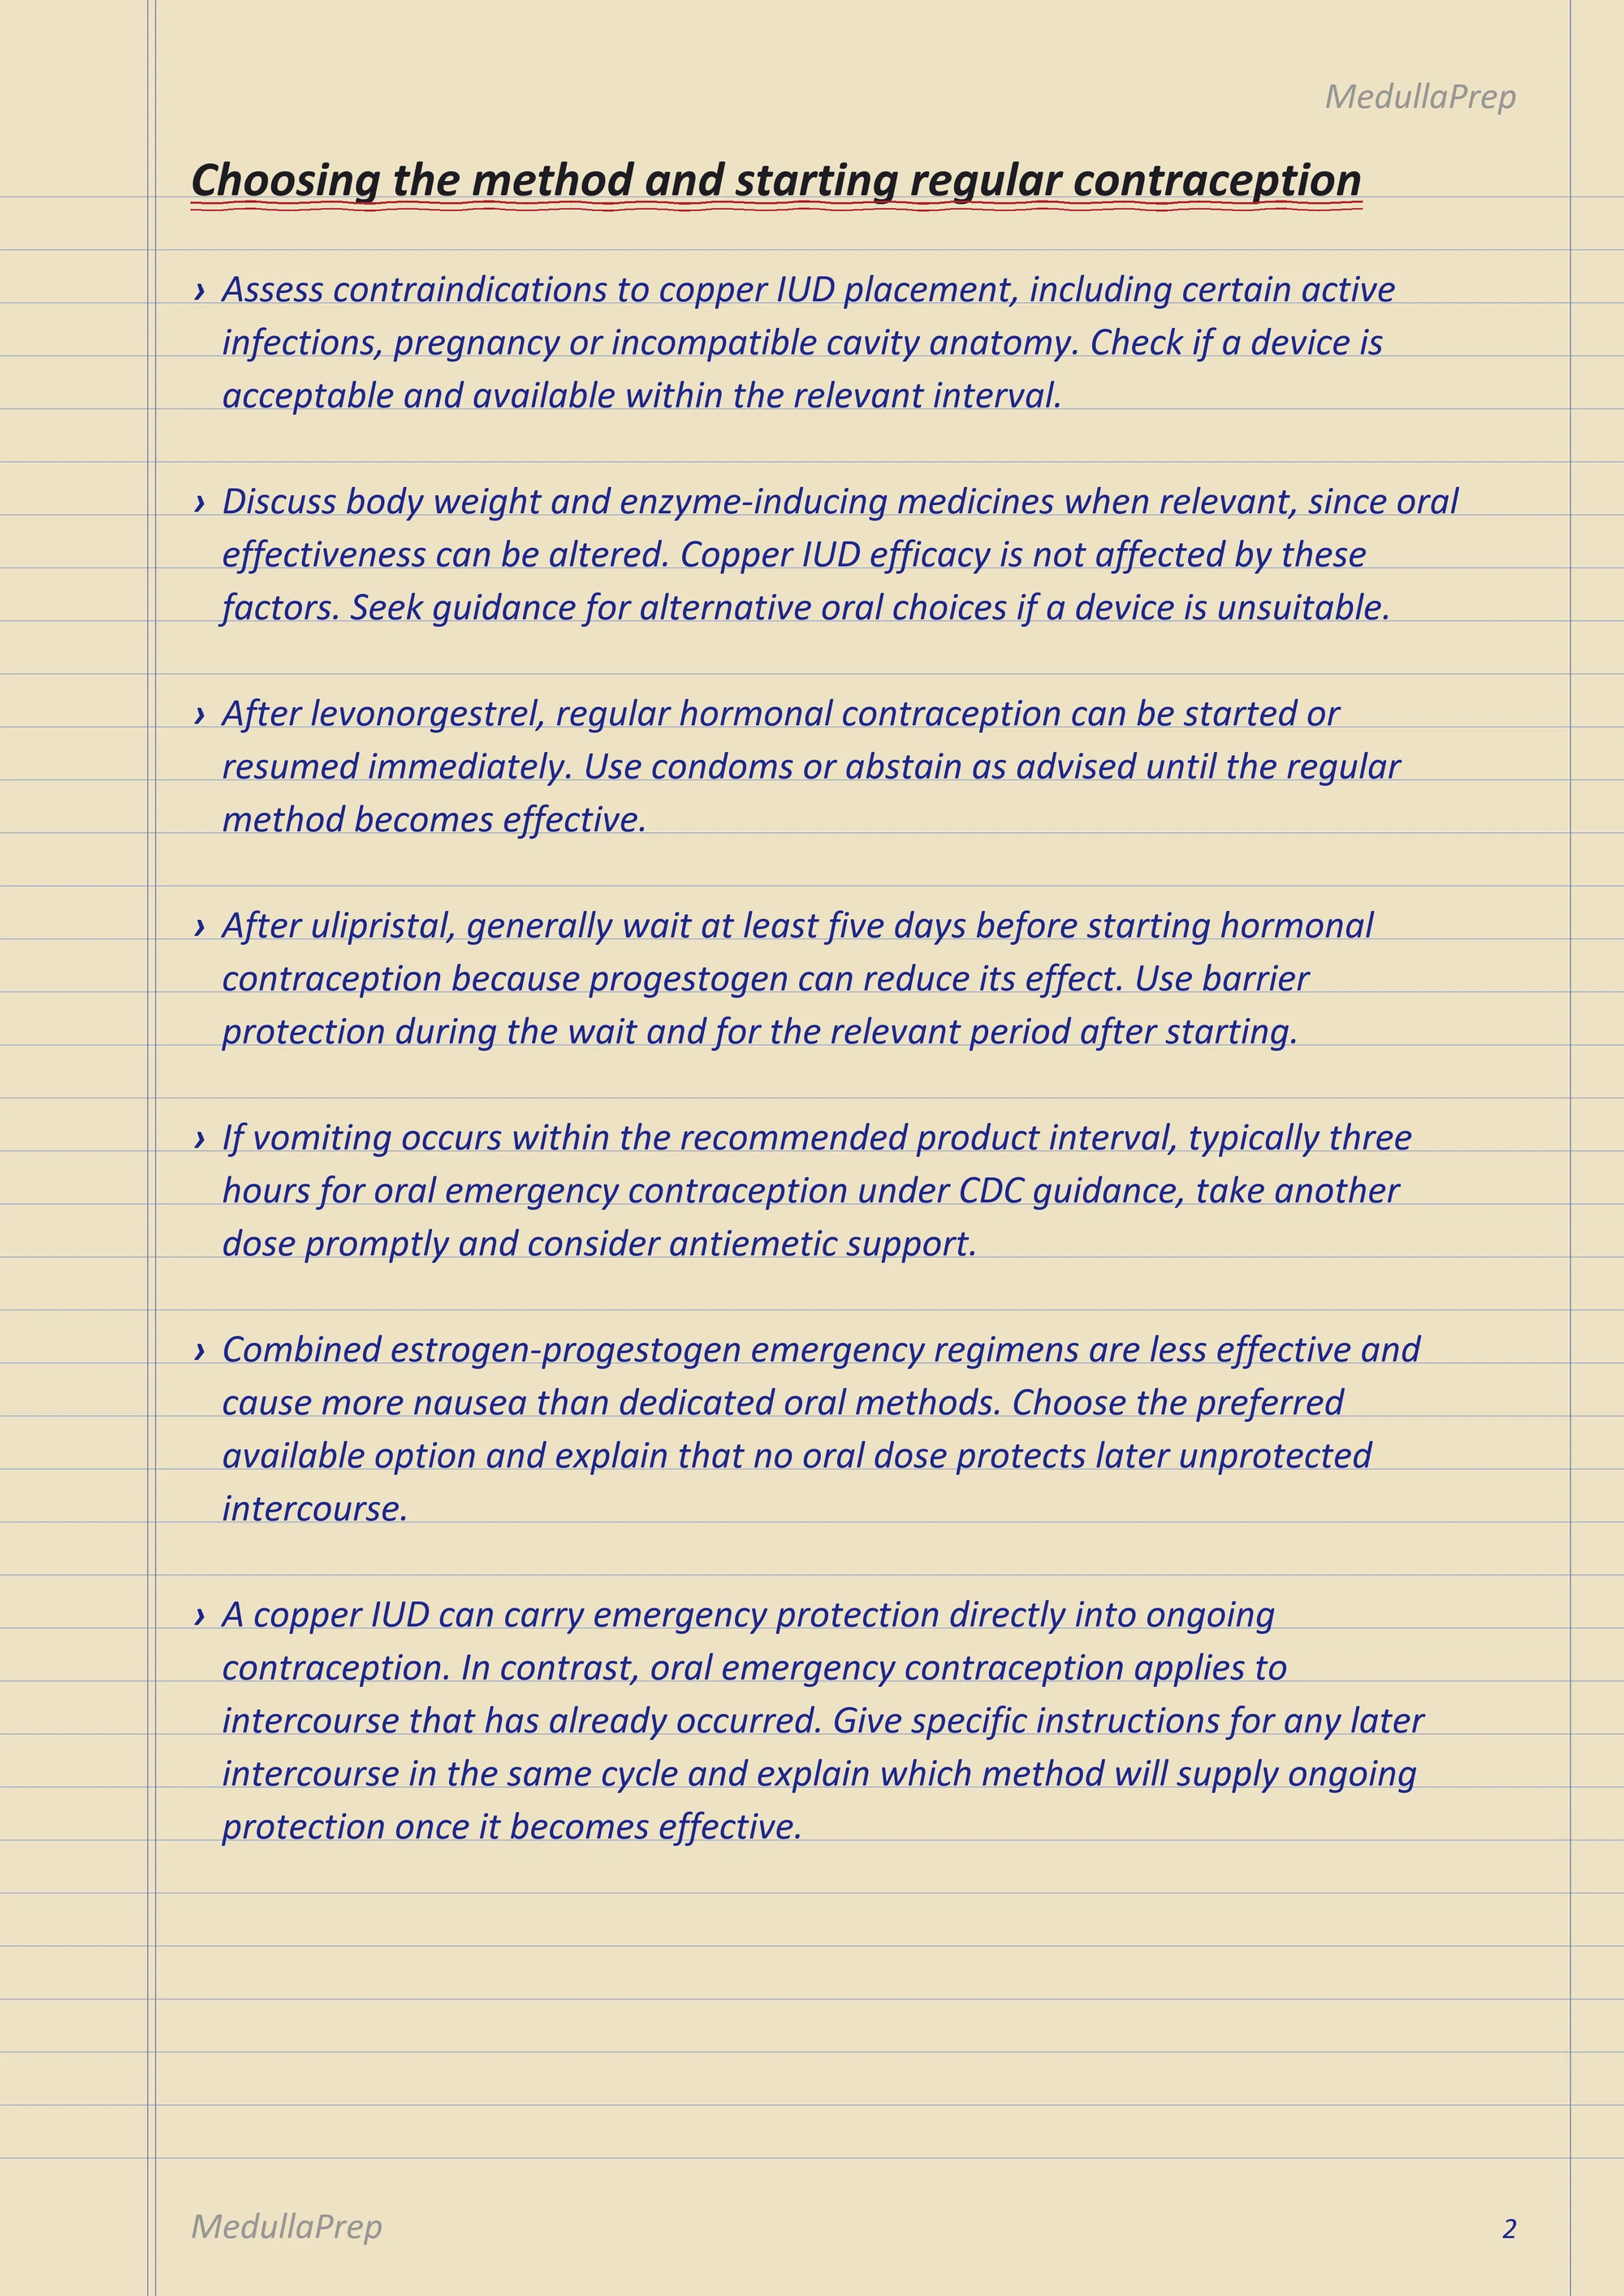 MedullaPrep
Choosing the method and starting regular contraception
› Assess contraindications to copper IUD placement, including certain active
infections, pregnancy or incompatible cavity anatomy. Check if a device is
acceptable and available within the relevant interval.
› Discuss body weight and enzyme-inducing medicines when relevant, since oral
effectiveness can be altered. Copper IUD efficacy is not affected by these
factors. Seek guidance for alternative oral choices if a device is unsuitable.
› After levonorgestrel, regular hormonal contraception can be started or
resumed immediately. Use condoms or abstain as advised until the regular
method becomes effective.
› After ulipristal, generally wait at least five days before starting hormonal
contraception because progestogen can reduce its effect. Use barrier
protection during the wait and for the relevant period after starting.
› If vomiting occurs within the recommended product interval, typically three
hours for oral emergency contraception under CDC guidance, take another
dose promptly and consider antiemetic support.
› Combined estrogen-progestogen emergency regimens are less effective and
cause more nausea than dedicated oral methods. Choose the preferred
available option and explain that no oral dose protects later unprotected
intercourse.
› A copper IUD can carry emergency protection directly into ongoing
contraception. In contrast, oral emergency contraception applies to
intercourse that has already occurred. Give specific instructions for any later
intercourse in the same cycle and explain which method will supply ongoing
protection once it becomes effective.
MedullaPrep
2